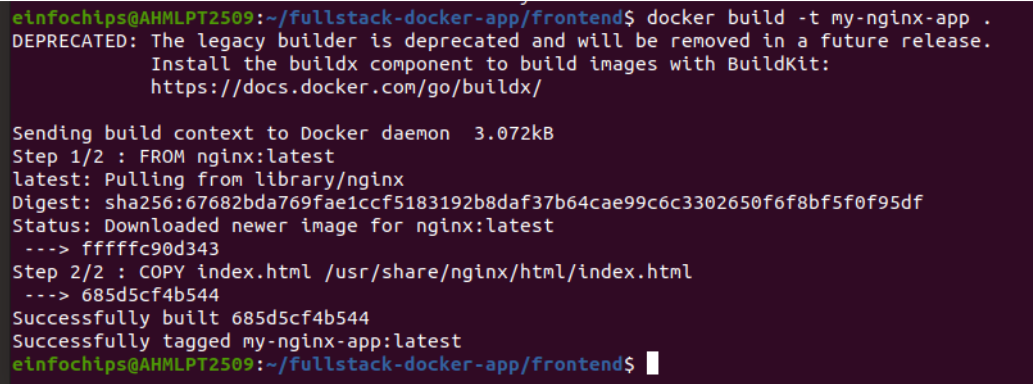 einfochips@AHMLPT2509:~/fullstack-docker-app/frontend$ docker build -t my-nginx-app .
DEPRECATED: The legacy builder is deprecated and will be removed in a future release.
            Install the buildx component to build images with BuildKit:
            https://docs.docker.com/go/buildx/

Sending build context to Docker daemon  3.072kB
Step 1/2 : FROM nginx:latest
latest: Pulling from library/nginx
Digest: sha256:67682bda769fae1ccf5183192b8daf37b64cae99c6c3302650f6f8bf5f0f95df
Status: Downloaded newer image for nginx:latest
 ---> fffffc90d343
Step 2/2 : COPY index.html /usr/share/nginx/html/index.html
 ---> 685d5cf4b544
Successfully built 685d5cf4b544
Successfully tagged my-nginx-app:latest
einfochips@AHMLPT2509:~/fullstack-docker-app/frontend$